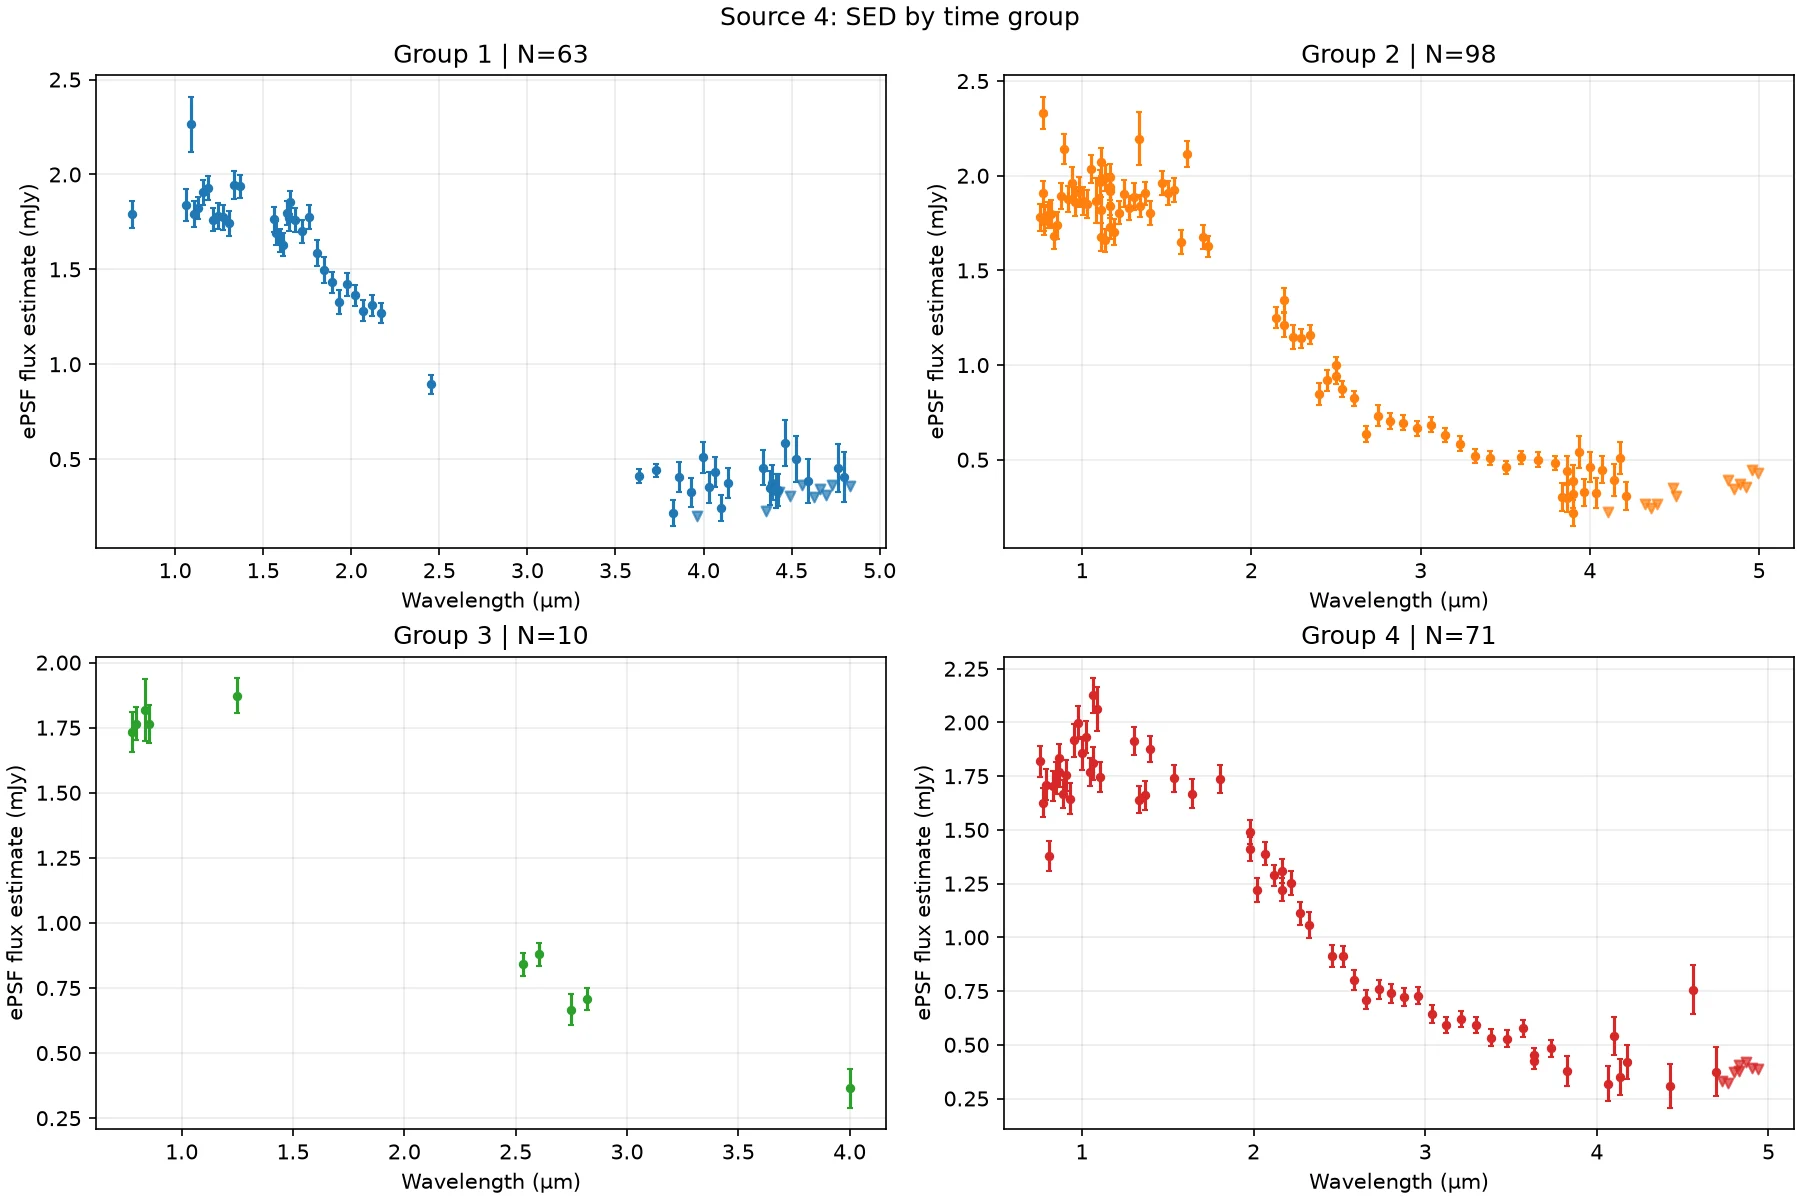 Source 4: SED by time group
Group 1 | N=63
2.5
2.0
1.5
1.0
0.5
ePSF flux estimate (mJy)
1.0 1.5 2.0 2.5 3.0 3.5 4.0 4.5 5.0
Wavelength (μm)
Group 2 | N=98
2.5
2.0
1.5
1.0
0.5
ePSF flux estimate (mJy)
1 2 3 4 5
Wavelength (μm)
Group 3 | N=10
2.00
1.75
1.50
1.25
1.00
0.75
0.50
0.25
ePSF flux estimate (mJy)
1.0 1.5 2.0 2.5 3.0 3.5 4.0
Wavelength (μm)
Group 4 | N=71
2.25
2.00
1.75
1.50
1.25
1.00
0.75
0.50
0.25
ePSF flux estimate (mJy)
1 2 3 4 5
Wavelength (μm)